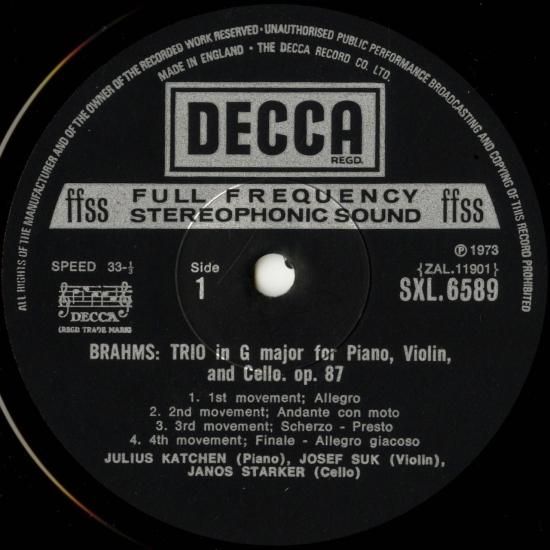 ALL RIGHTS OF THE MANUFACTURER AND OF THE OWNER OF THE RECORDED WORK RESERVED · UNAUTHORISED PUBLIC PERFORMANCE BROADCASTING AND COPYING OF THIS RECORD PROHIBITED
MADE IN ENGLAND · THE DECCA RECORD CO. LTD.
DECCA
REGD.
ffss FULL FREQUENCY STEREOPHONIC SOUND ffss
℗ 1973
SPEED 33-⅓
Side
1
{ZAL.11901}
SXL.6589
DECCA
(REGD TRADE MARK)
BRAHMS: TRIO in G major for Piano, Violin,
and Cello. op. 87
1. 1st movement; Allegro
2. 2nd movement; Andante con moto
3. 3rd movement; Scherzo - Presto
4. 4th movement; Finale - Allegro giacoso
JULIUS KATCHEN (Piano), JOSEF SUK (Violin),
JANOS STARKER (Cello)